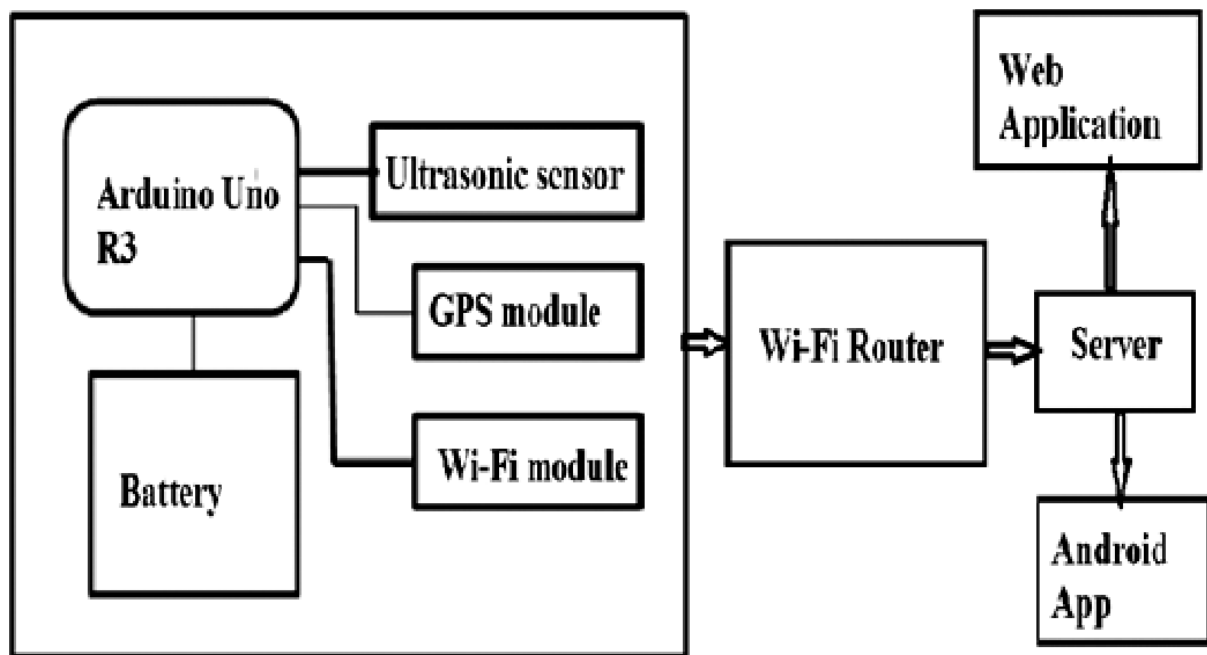 Arduino Uno
R3
Ultrasonic sensor
GPS module
Wi-Fi module
Battery
Wi-Fi Router
Server
Web
Application
Android
App